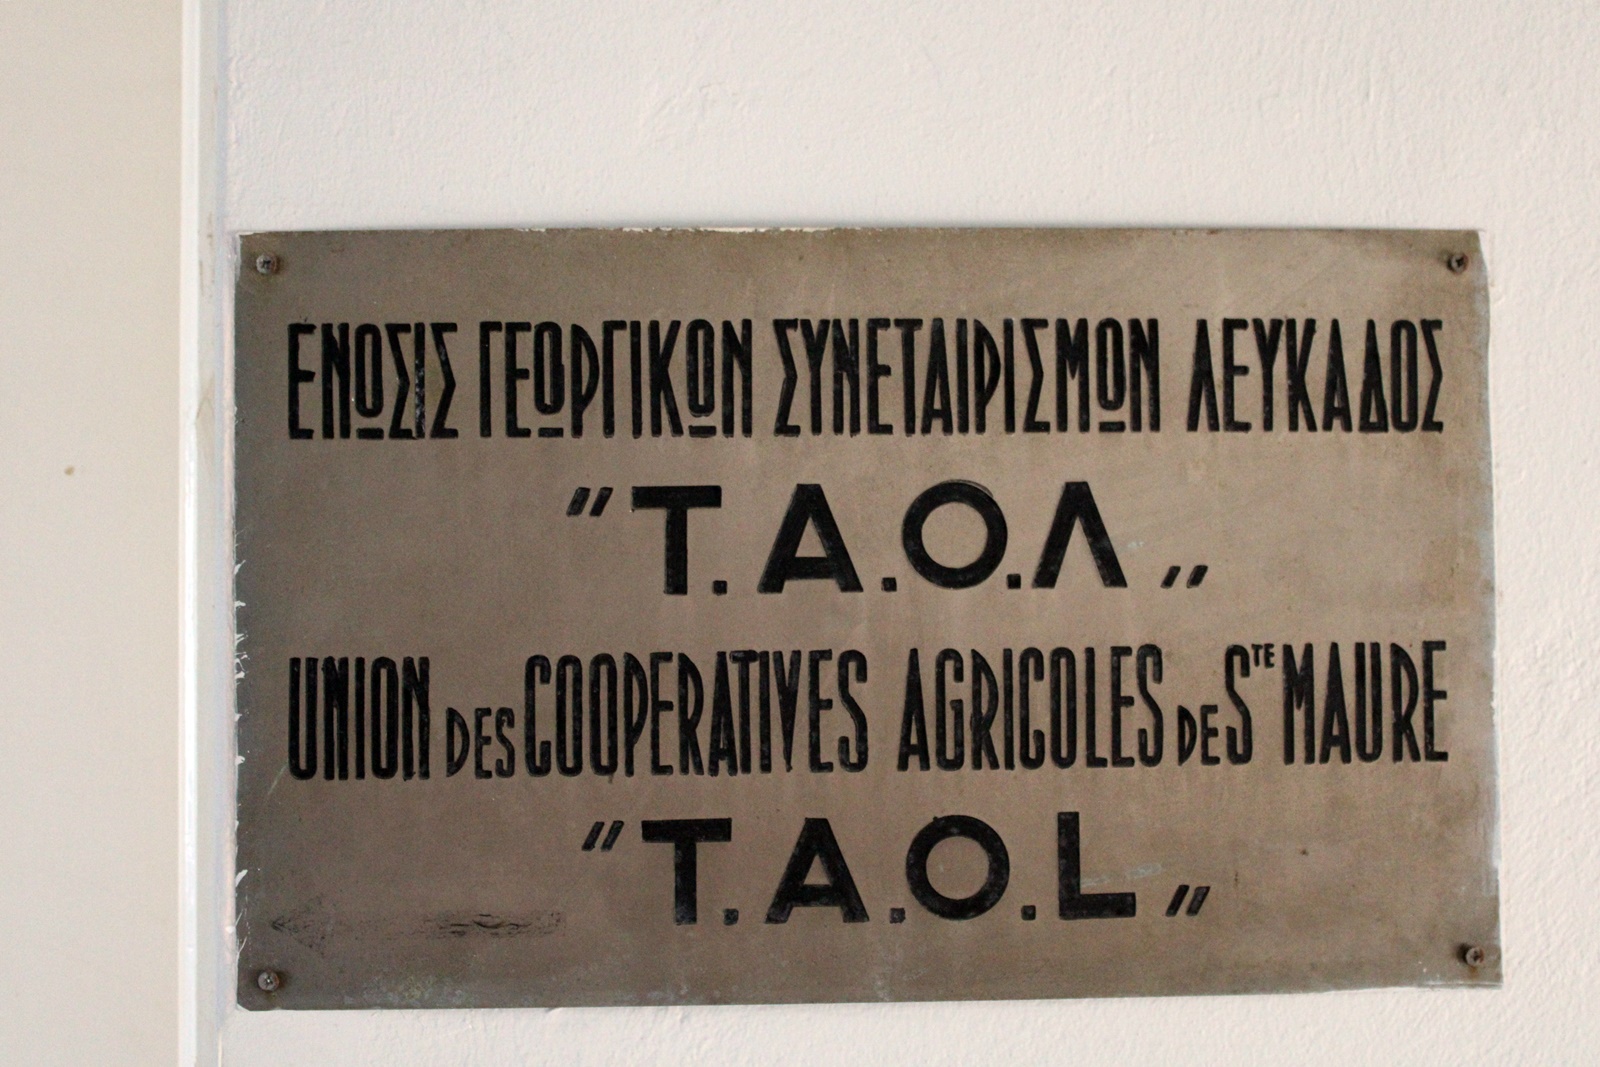 ΕΝΩΣΙΣ ΓΕΩΡΓΙΚΩΝ ΣΥΝΕΤΑΙΡΙΣΜΩΝ ΛΕΥΚΑΔΟΣ
"Τ.Α.Ο.Λ„
UNION DES COOPERATIVES AGRICOLES DE STE MAURE
"T.A.O.L„